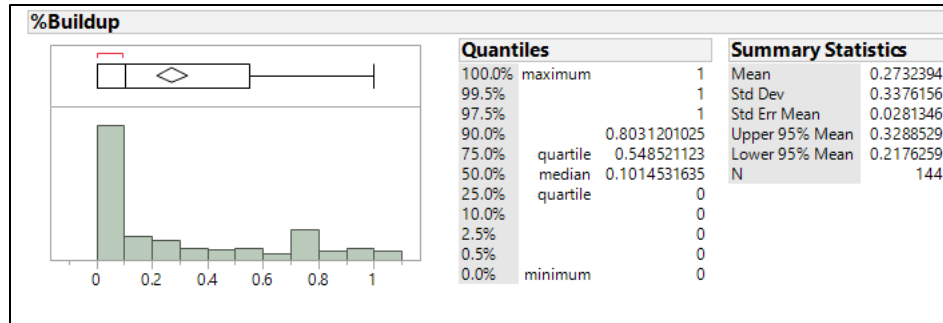 %Buildup
0 0.2 0.4 0.6 0.8 1
Quantiles
100.0% maximum 1
99.5% 1
97.5% 1
90.0% 0.8031201025
75.0% quartile 0.548521123
50.0% median 0.1014531635
25.0% quartile 0
10.0% 0
2.5% 0
0.5% 0
0.0% minimum 0
Summary Statistics
Mean 0.2732394
Std Dev 0.3376156
Std Err Mean 0.0281346
Upper 95% Mean 0.3288529
Lower 95% Mean 0.2176259
N 144